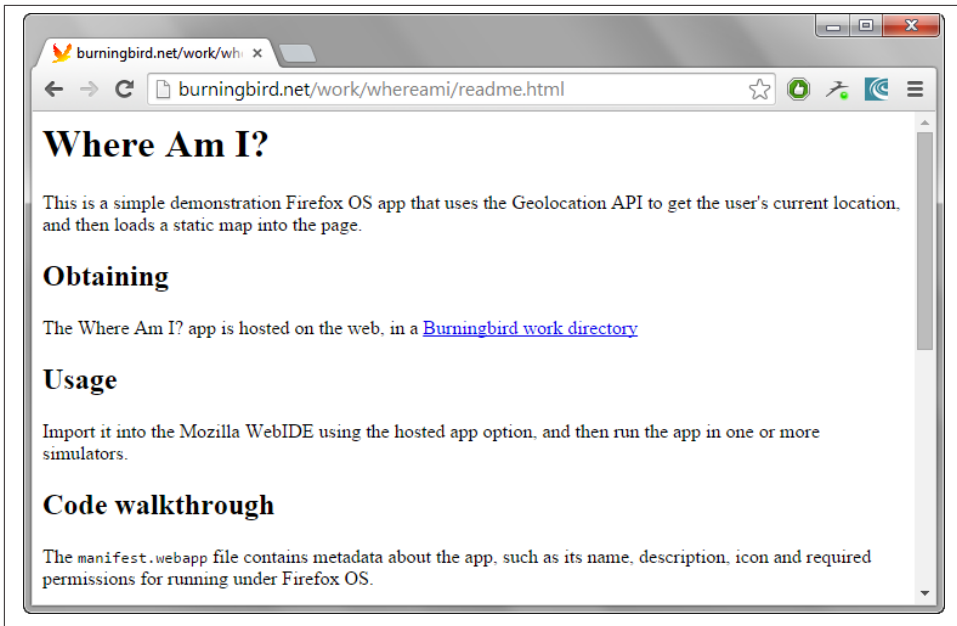 burningbird.net/work/wh
burningbird.net/work/whereami/readme.html
Where Am I?
This is a simple demonstration Firefox OS app that uses the Geolocation API to get the user's current location,
and then loads a static map into the page.
Obtaining
The Where Am I? app is hosted on the web, in a Burningbird work directory
Usage
Import it into the Mozilla WebIDE using the hosted app option, and then run the app in one or more
simulators.
Code walkthrough
The manifest.webapp file contains metadata about the app, such as its name, description, icon and required
permissions for running under Firefox OS.